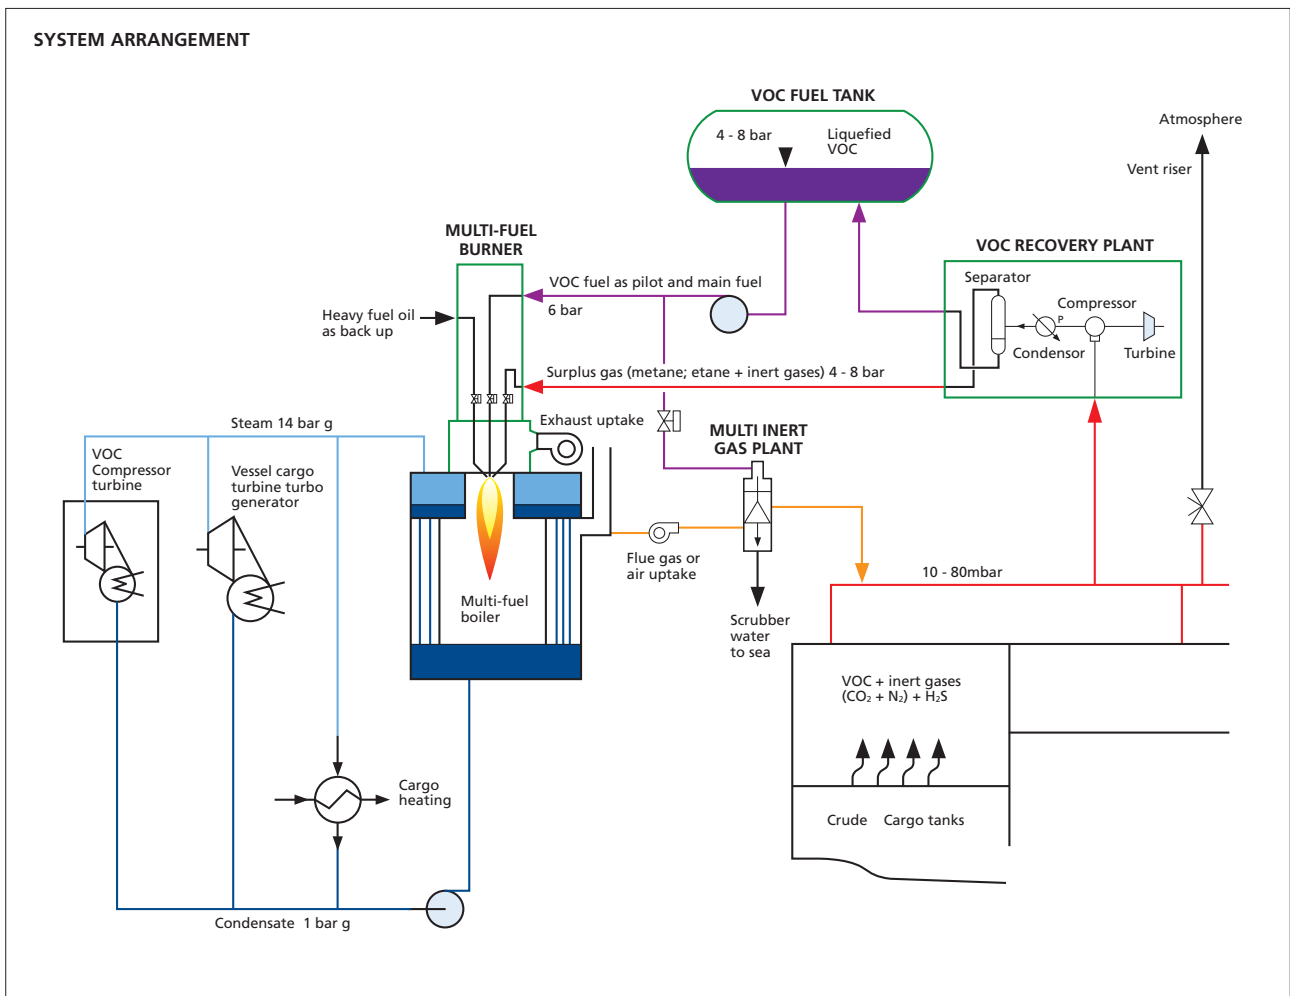 SYSTEM ARRANGEMENT
VOC FUEL TANK
4 - 8 bar
Liquefied
VOC
Atmosphere
Vent riser
MULTI-FUEL
BURNER
VOC RECOVERY PLANT
Separator
Compressor
P
Condensor
Turbine
VOC fuel as pilot and main fuel
6 bar
Heavy fuel oil
as back up
Surplus gas (metane; etane + inert gases) 4 - 8 bar
Exhaust uptake
MULTI INERT
GAS PLANT
Steam 14 bar g
VOC
Compressor
turbine
Vessel cargo
turbine turbo
generator
Flue gas or
air uptake
10 - 80mbar
Multi-fuel
boiler
Scrubber
water
to sea
VOC + inert gases
(CO₂ + N₂) + H₂S
Cargo
heating
Crude Cargo tanks
Condensate 1 bar g